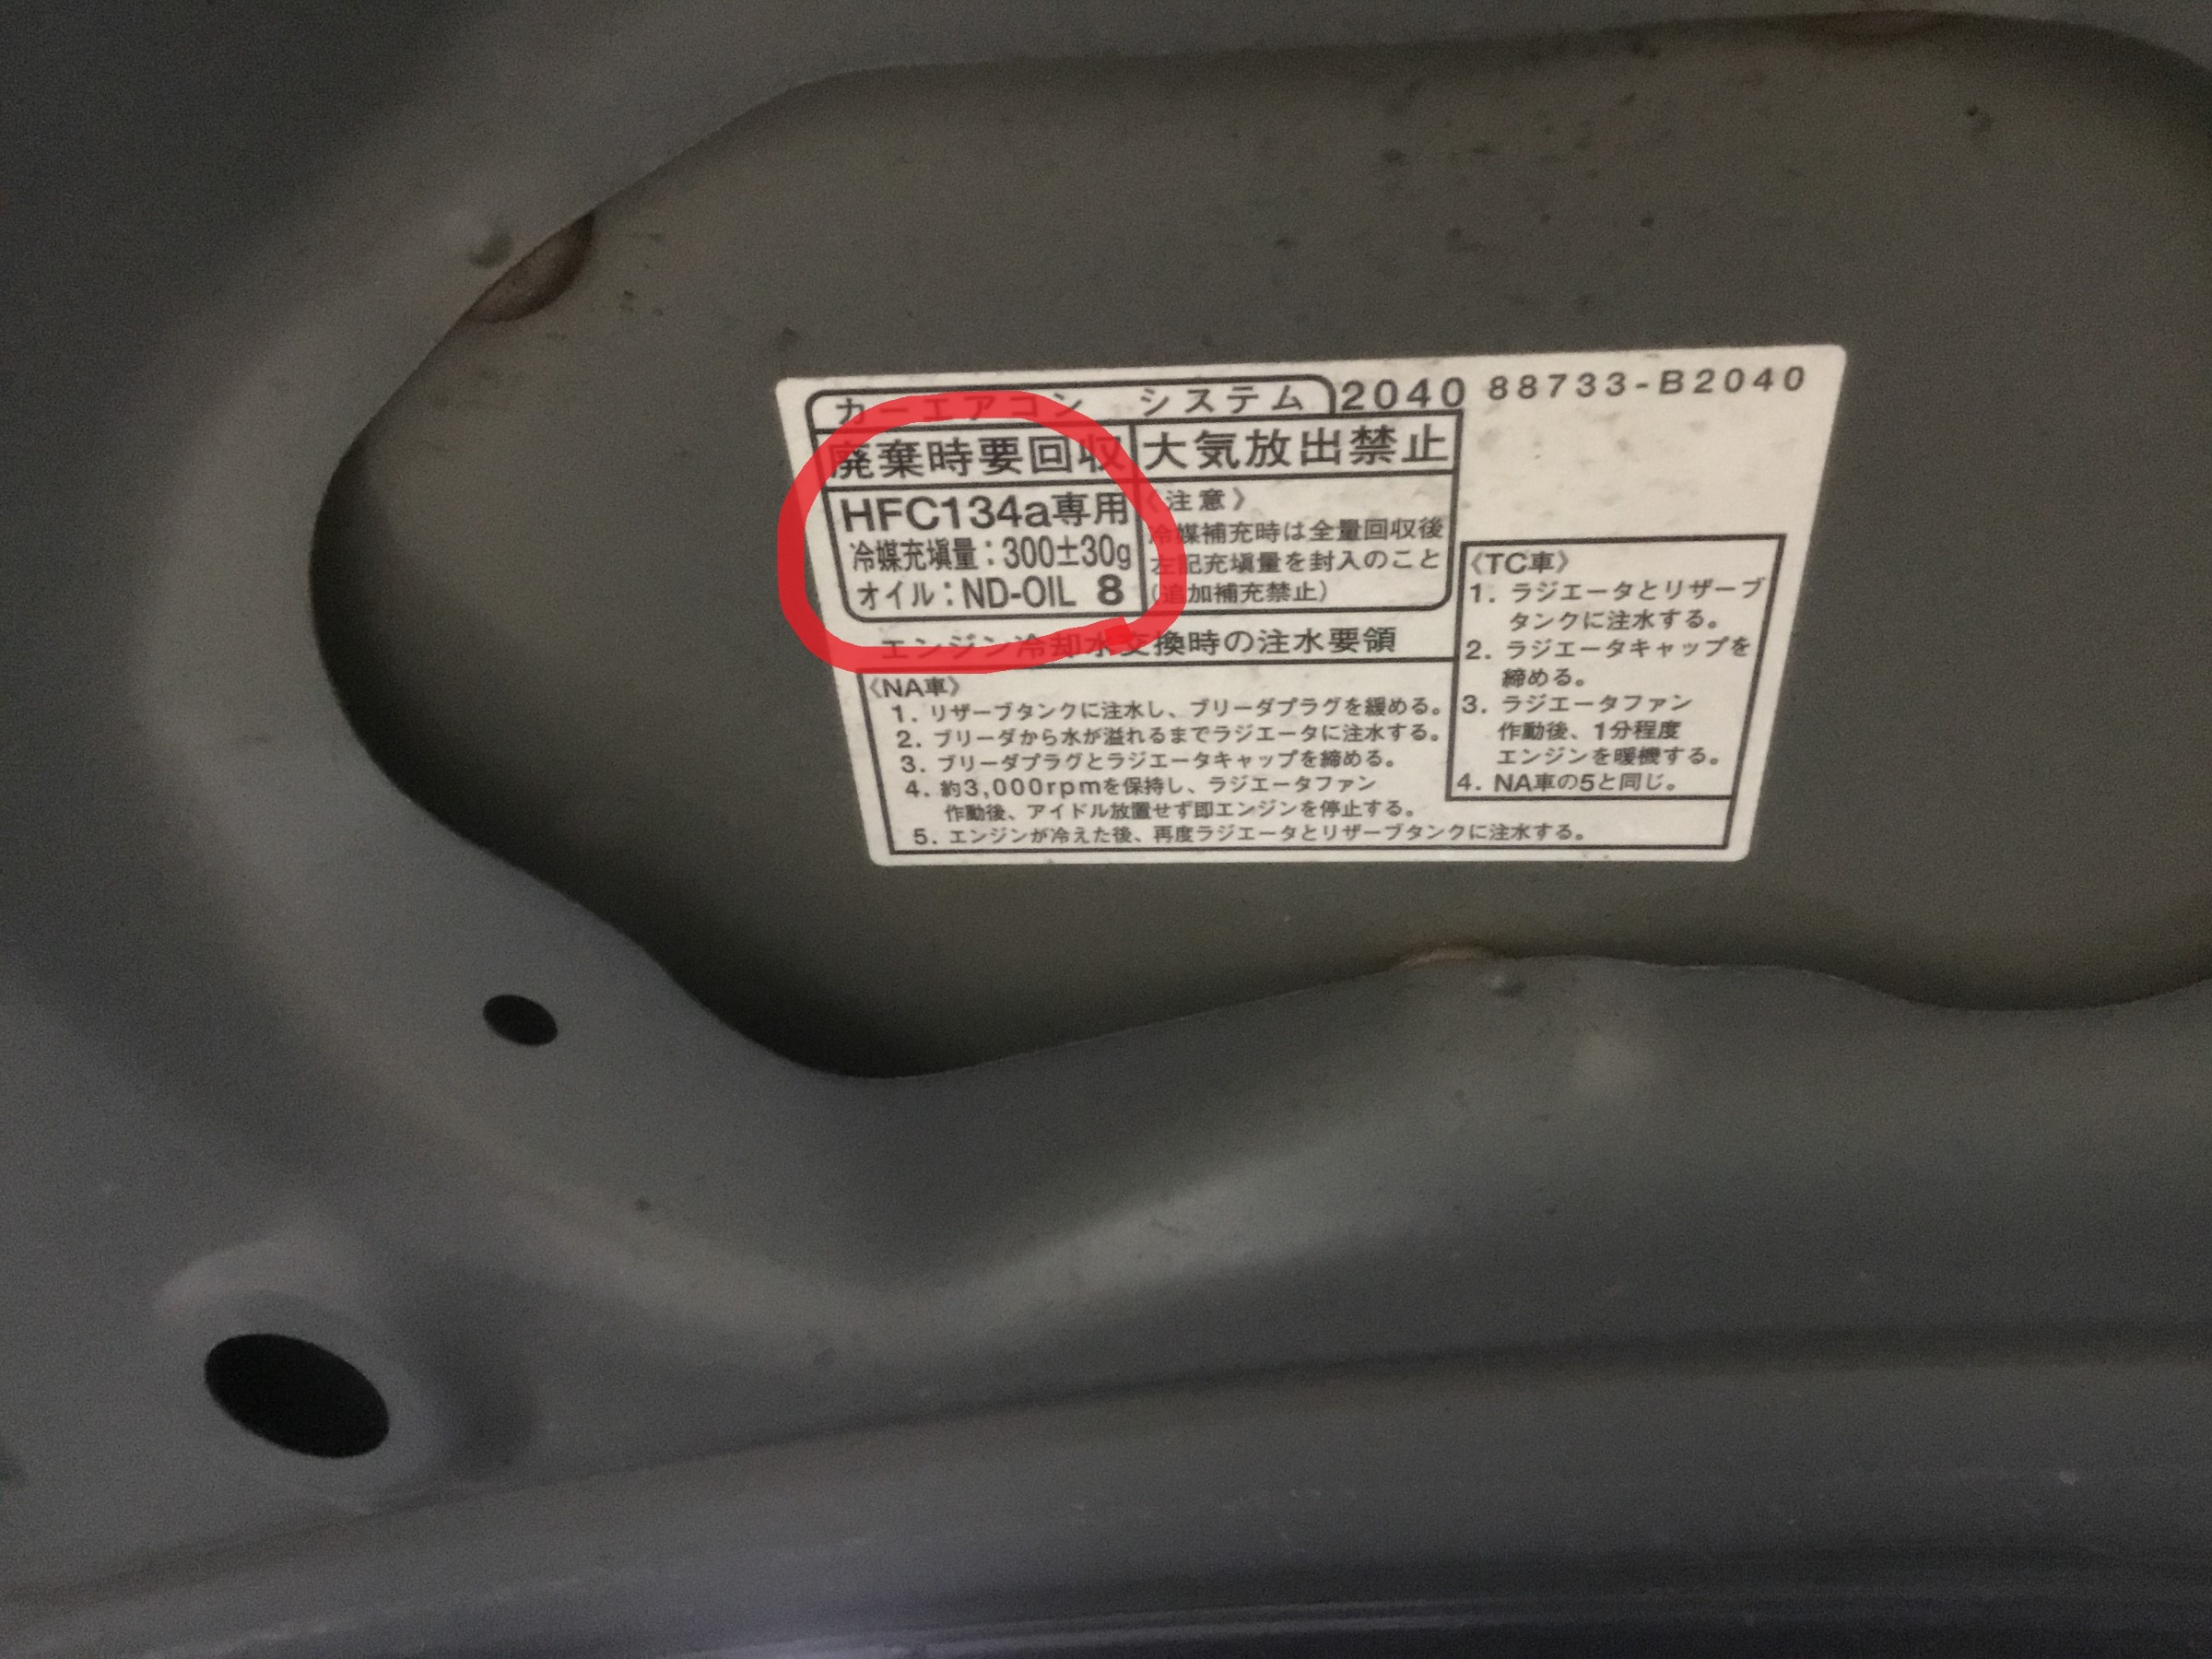 カーエアコン システム 2040 88733-B2040
廃棄時要回収 大気放出禁止
HFC134a専用
冷媒充填量：300±30g
オイル：ND-OIL 8
《注意》
冷媒補充時は全量回収後
左記充填量を封入のこと
(追加補充禁止)
エンジン冷却水交換時の注水要領
《NA車》
1. リザーブタンクに注水し、ブリーダプラグを緩める。
2. ブリーダから水が溢れるまでラジエータに注水する。
3. ブリーダプラグとラジエータキャップを締める。
4. 約3,000rpmを保持し、ラジエータファン
作動後、アイドル放置せず即エンジンを停止する。
5. エンジンが冷えた後、再度ラジエータとリザーブタンクに注水する。
《TC車》
1. ラジエータとリザーブ
タンクに注水する。
2. ラジエータキャップを
締める。
3. ラジエータファン
作動後、1分程度
エンジンを暖機する。
4. NA車の5と同じ。